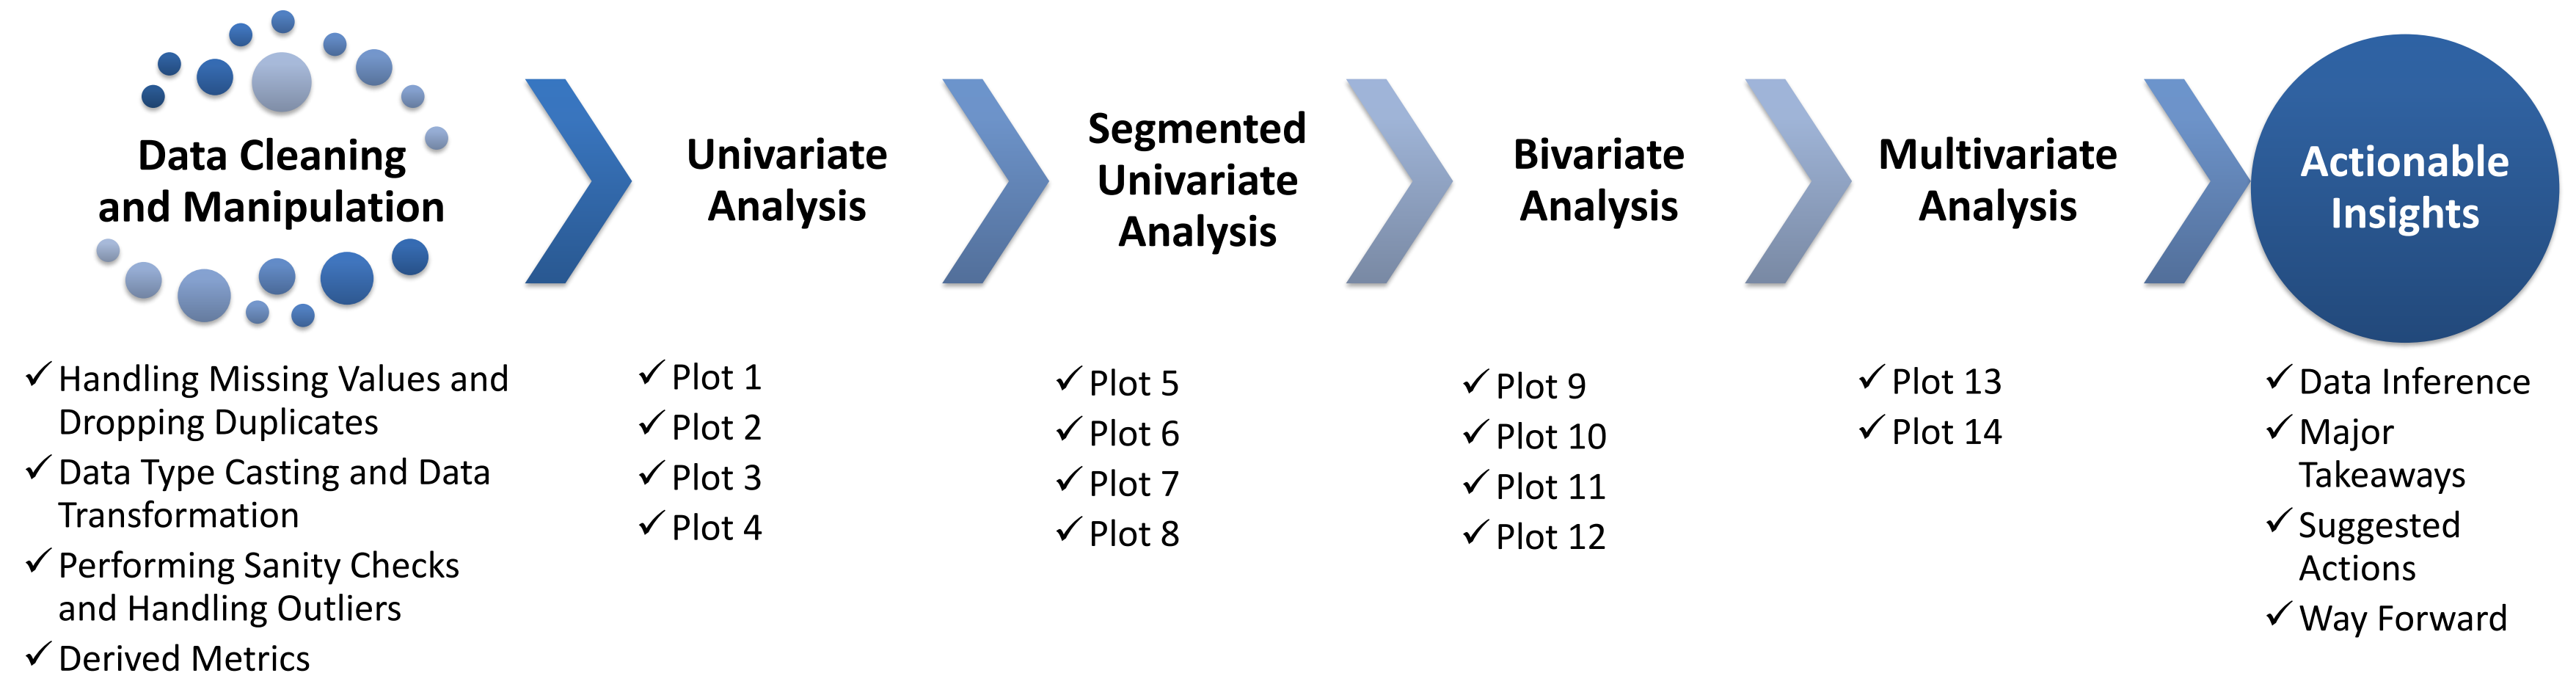 Data Cleaning
and Manipulation
✓ Handling Missing Values and
Dropping Duplicates
✓ Data Type Casting and Data
Transformation
✓ Performing Sanity Checks
and Handling Outliers
✓ Derived Metrics
Univariate
Analysis
✓ Plot 1
✓ Plot 2
✓ Plot 3
✓ Plot 4
Segmented
Univariate
Analysis
✓ Plot 5
✓ Plot 6
✓ Plot 7
✓ Plot 8
Bivariate
Analysis
✓ Plot 9
✓ Plot 10
✓ Plot 11
✓ Plot 12
Multivariate
Analysis
✓ Plot 13
✓ Plot 14
Actionable
Insights
✓ Data Inference
✓ Major
Takeaways
✓ Suggested
Actions
✓ Way Forward